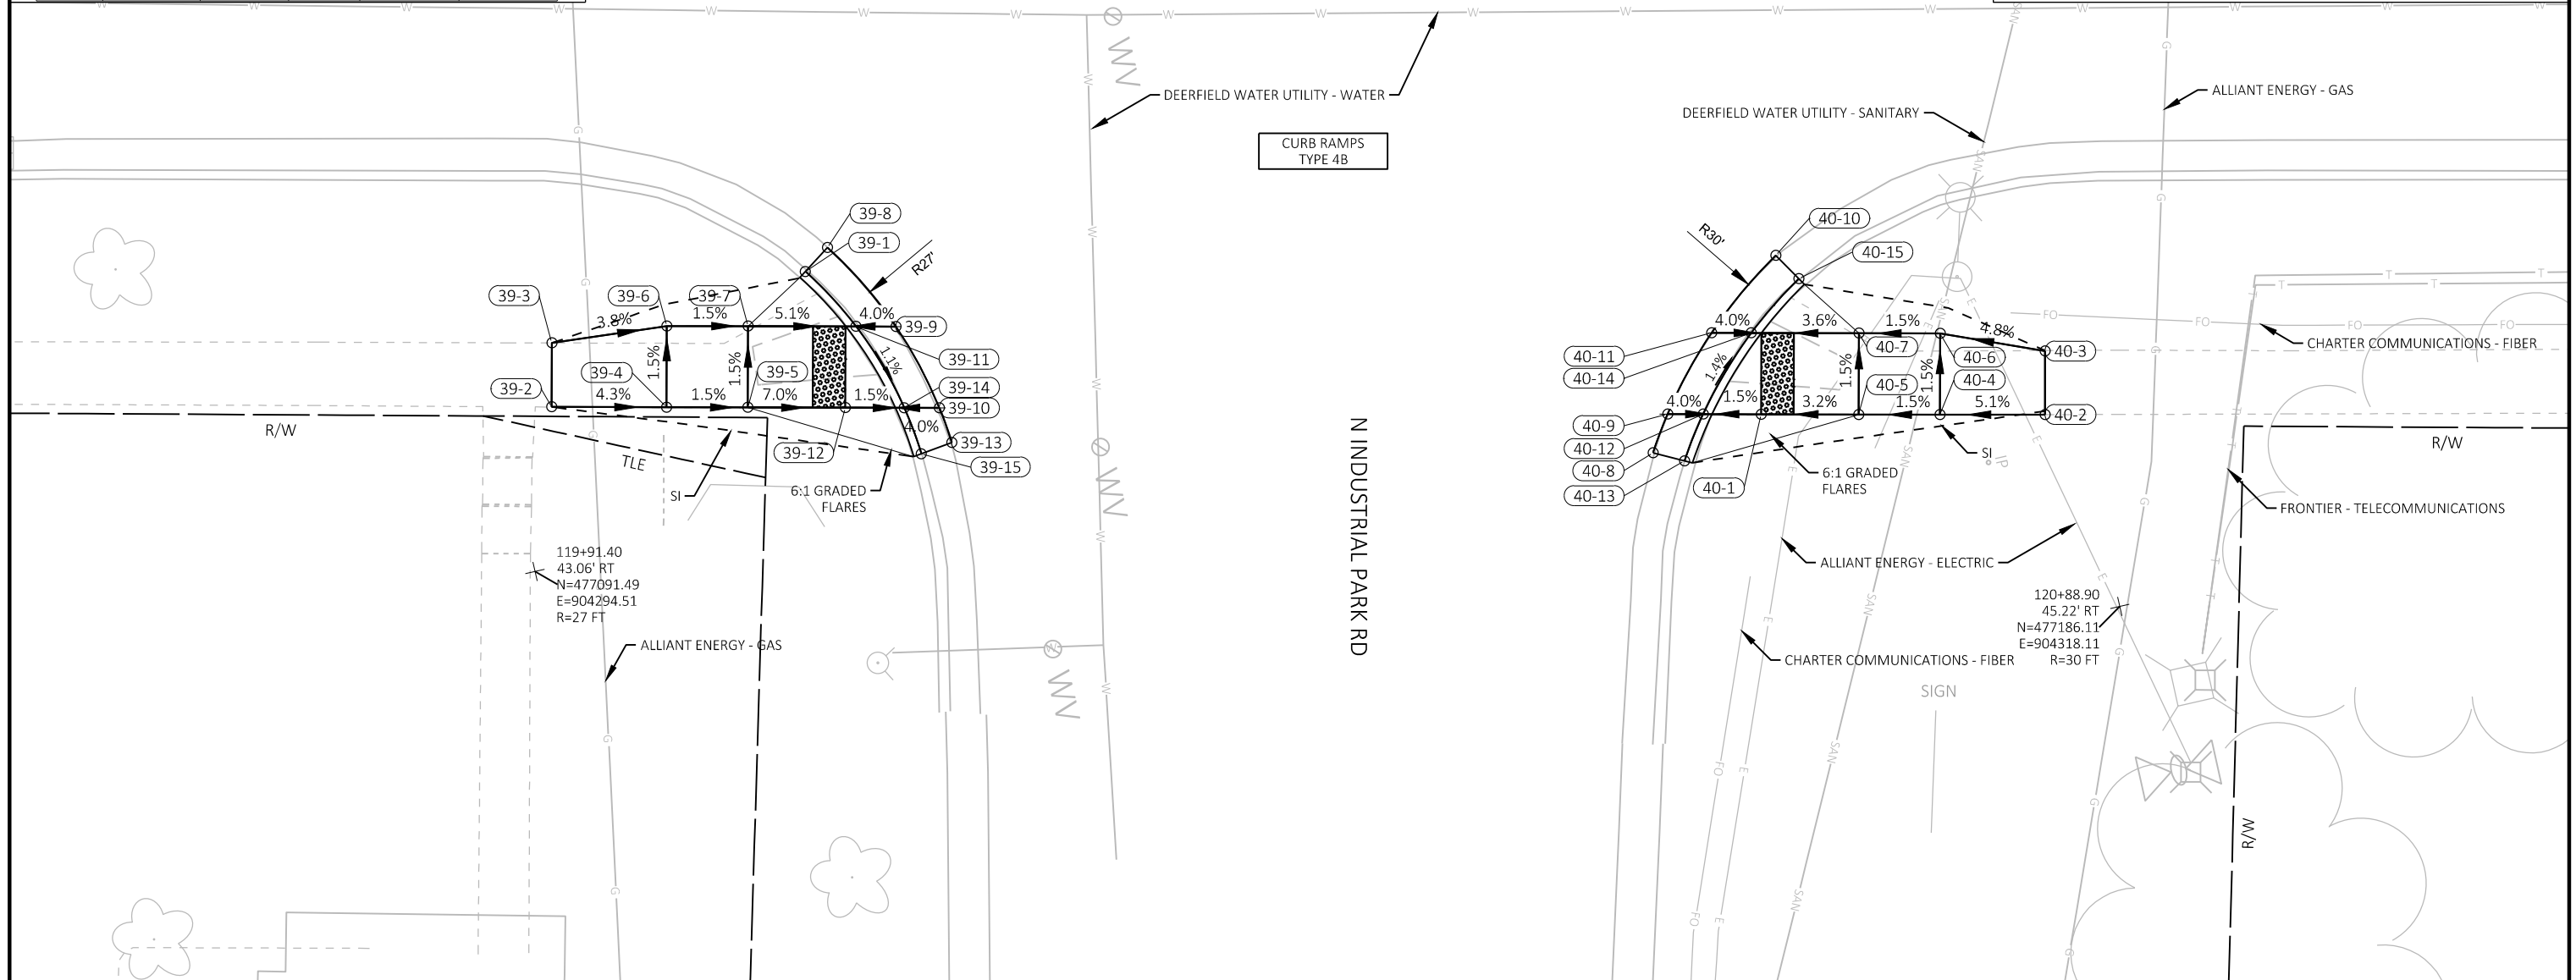 DEERFIELD WATER UTILITY - WATER
CURB RAMPS
TYPE 4B
DEERFIELD WATER UTILITY - SANITARY
ALLIANT ENERGY - GAS
39-8
39-1
R27'
39-3
39-6
39-7
3.8%
1.5%
5.1%
4.0%
39-9
1.5%
1.5%
1.1%
39-11
39-2
39-4
39-5
39-14
4.3%
1.5%
7.0%
1.5%
39-10
4.0%
39-13
39-12
39-15
R/W
TLE
SI
6:1 GRADED
FLARES
119+91.40
43.06' RT
N=477091.49
E=904294.51
R=27 FT
ALLIANT ENERGY - GAS
WV
WV
WV
N INDUSTRIAL PARK RD
40-10
R30'
40-15
4.0%
3.6%
1.5%
4.8%
40-11
40-14
40-7
40-6
40-3
1.4%
1.5%
1.5%
40-5
40-4
4.0%
1.5%
3.2%
1.5%
5.1%
40-2
40-9
40-12
40-8
40-13
40-1
6:1 GRADED
FLARES
SI
IP
CHARTER COMMUNICATIONS - FIBER
R/W
FRONTIER - TELECOMMUNICATIONS
ALLIANT ENERGY - ELECTRIC
120+88.90
45.22' RT
N=477186.11
E=904318.11
R=30 FT
CHARTER COMMUNICATIONS - FIBER
SIGN
R/W
W
G
SAN
FO
E
T